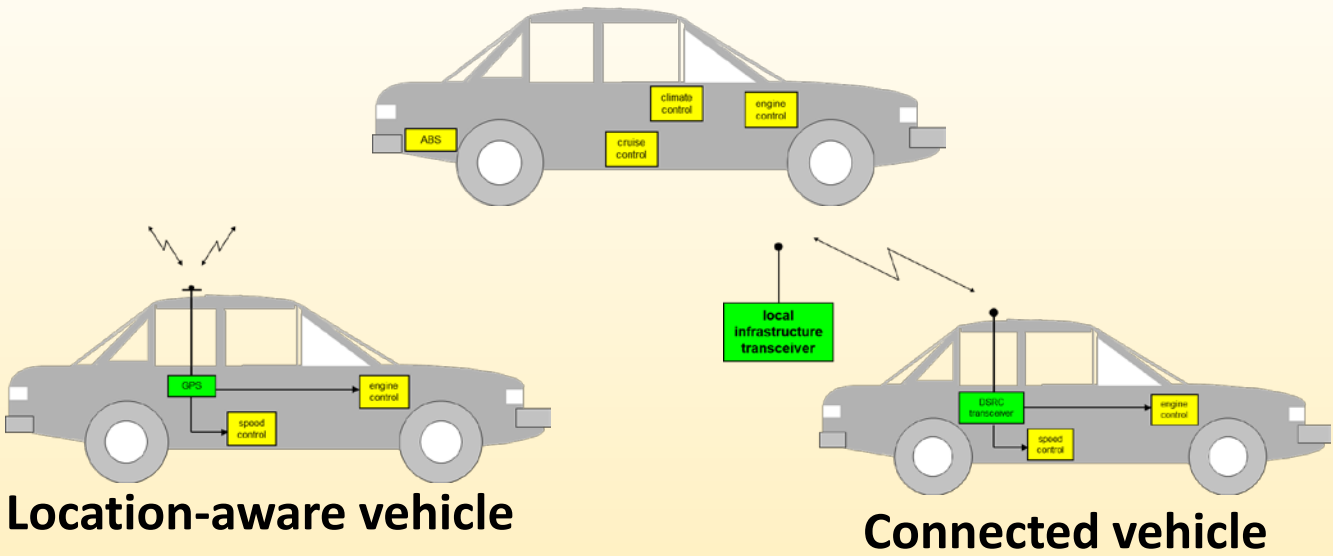 climate
control
engine
control
ABS
cruise
control
local
infrastructure
transceiver
GPS
engine
control
speed
control
DSRC
transceiver
engine
control
speed
control
Location-aware vehicle
Connected vehicle